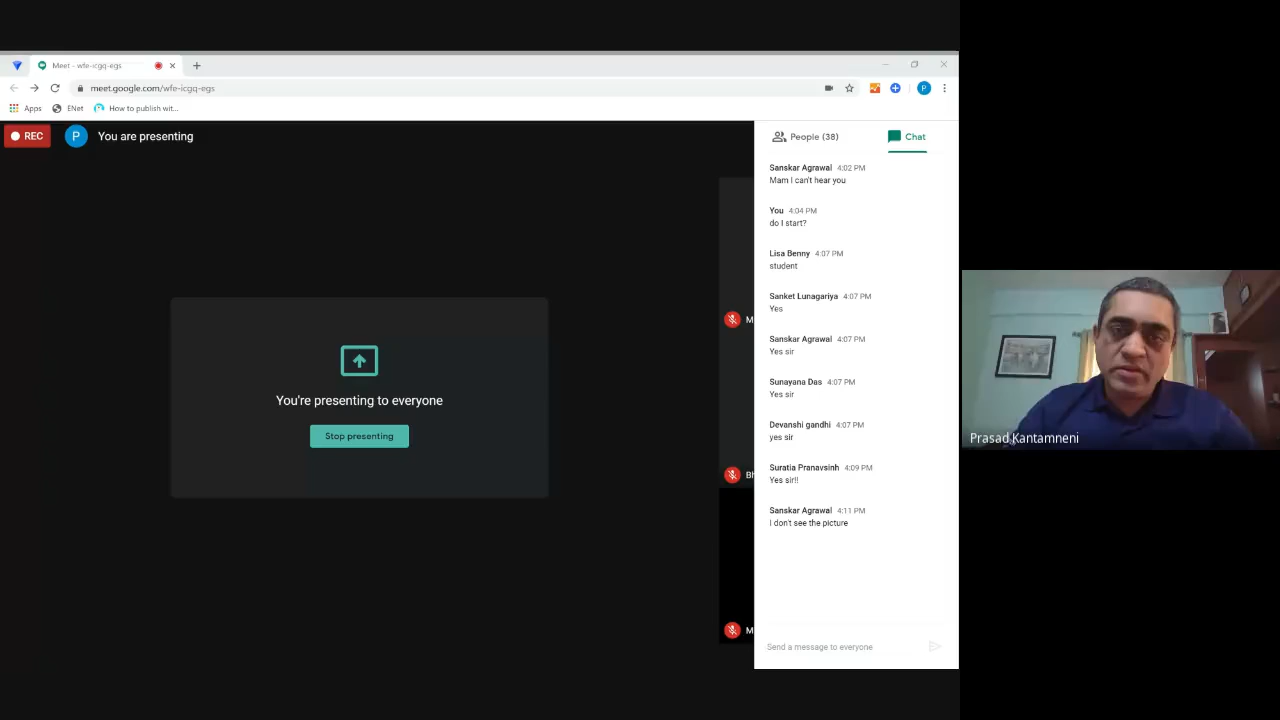 Meet - wfe-icgq-egs
meet.google.com/wfe-icgq-egs
Apps
ENet
How to publish wit...
REC
P
You are presenting
People (38)
Chat
Sanskar Agrawal 4:02 PM
Mam I can't hear you
You 4:04 PM
do I start?
Lisa Benny 4:07 PM
student
Sanket Lunagariya 4:07 PM
Yes
Sanskar Agrawal 4:07 PM
Yes sir
Sunayana Das 4:07 PM
Yes sir
Devanshi gandhi 4:07 PM
yes sir
Suratia Pranavsinh 4:09 PM
Yes sir!!
Sanskar Agrawal 4:11 PM
I don't see the picture
Send a message to everyone
You're presenting to everyone
Stop presenting
M
Bh
M
P
Prasad Kantamneni